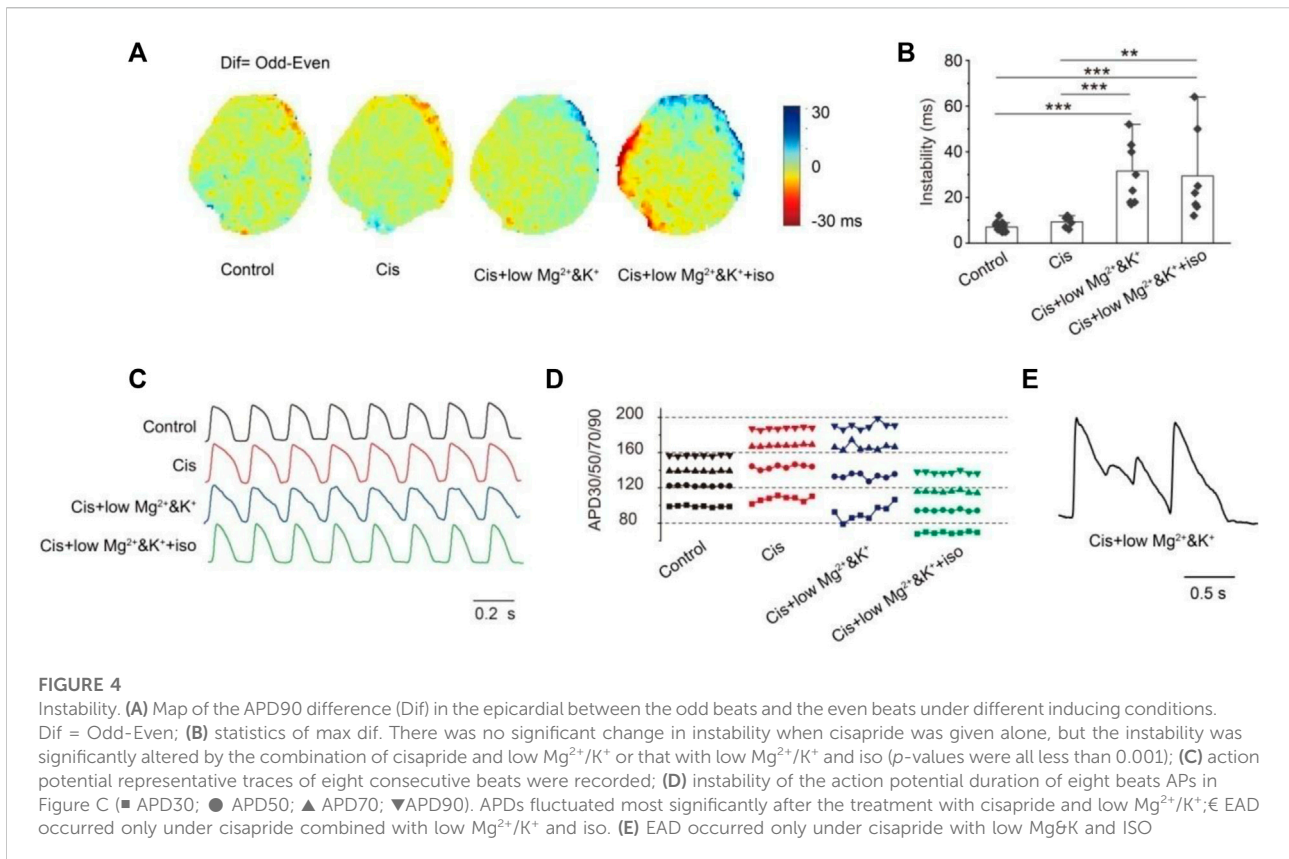 A
Dif= Odd-Even
30
0
-30 ms
Control
Cis
Cis+low Mg²⁺&K⁺
Cis+low Mg²⁺&K⁺+iso
B
Instability (ms)
80
60
40
20
0
**
***
***
***
Control
Cis
Cis+low Mg²⁺&K⁺
Cis+low Mg²⁺&K⁺+iso
C
Control
Cis
Cis+low Mg²⁺&K⁺
Cis+low Mg²⁺&K⁺+iso
0.2 s
D
APD30/50/70/90
200
160
120
80
Control
Cis
Cis+low Mg²⁺&K⁺
Cis+low Mg²⁺&K⁺+iso
E
Cis+low Mg²⁺&K⁺
0.5 s
FIGURE 4
Instability. (A) Map of the APD90 difference (Dif) in the epicardial between the odd beats and the even beats under different inducing conditions.
Dif = Odd-Even; (B) statistics of max dif. There was no significant change in instability when cisapride was given alone, but the instability was
significantly altered by the combination of cisapride and low Mg²⁺/K⁺ or that with low Mg²⁺/K⁺ and iso (p-values were all less than 0.001); (C) action
potential representative traces of eight consecutive beats were recorded; (D) instability of the action potential duration of eight beats APs in
Figure C (■ APD30; ● APD50; ▲ APD70; ▼APD90). APDs fluctuated most significantly after the treatment with cisapride and low Mg²⁺/K⁺;€ EAD
occurred only under cisapride combined with low Mg²⁺/K⁺ and iso. (E) EAD occurred only under cisapride with low Mg&K and ISO